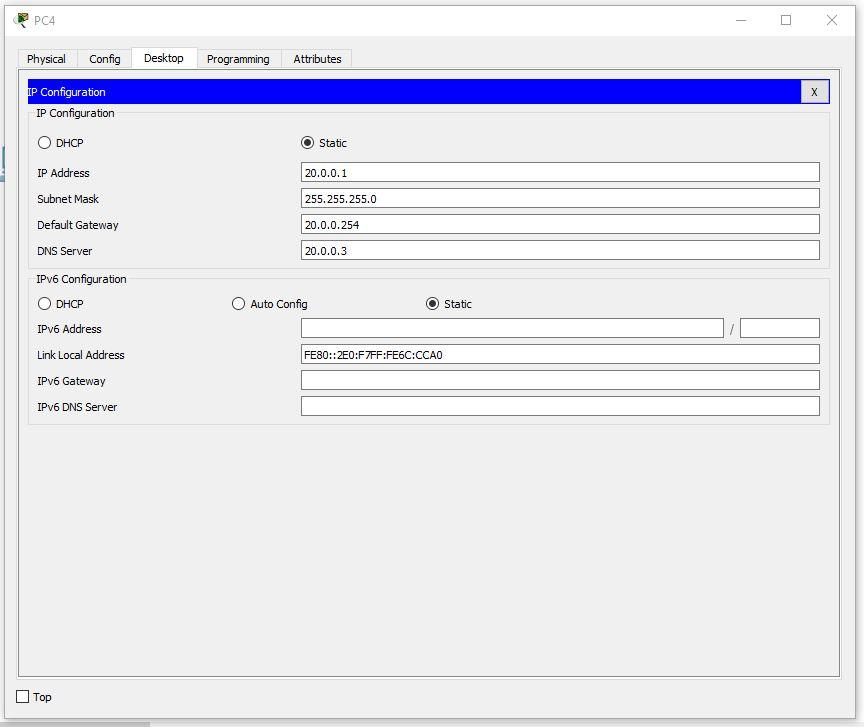 PC4
Physical Config Desktop Programming Attributes
IP Configuration X
IP Configuration
DHCP Static
IP Address 20.0.0.1
Subnet Mask 255.255.255.0
Default Gateway 20.0.0.254
DNS Server 20.0.0.3
IPv6 Configuration
DHCP Auto Config Static
IPv6 Address /
Link Local Address FE80::2E0:F7FF:FE6C:CCA0
IPv6 Gateway
IPv6 DNS Server
Top